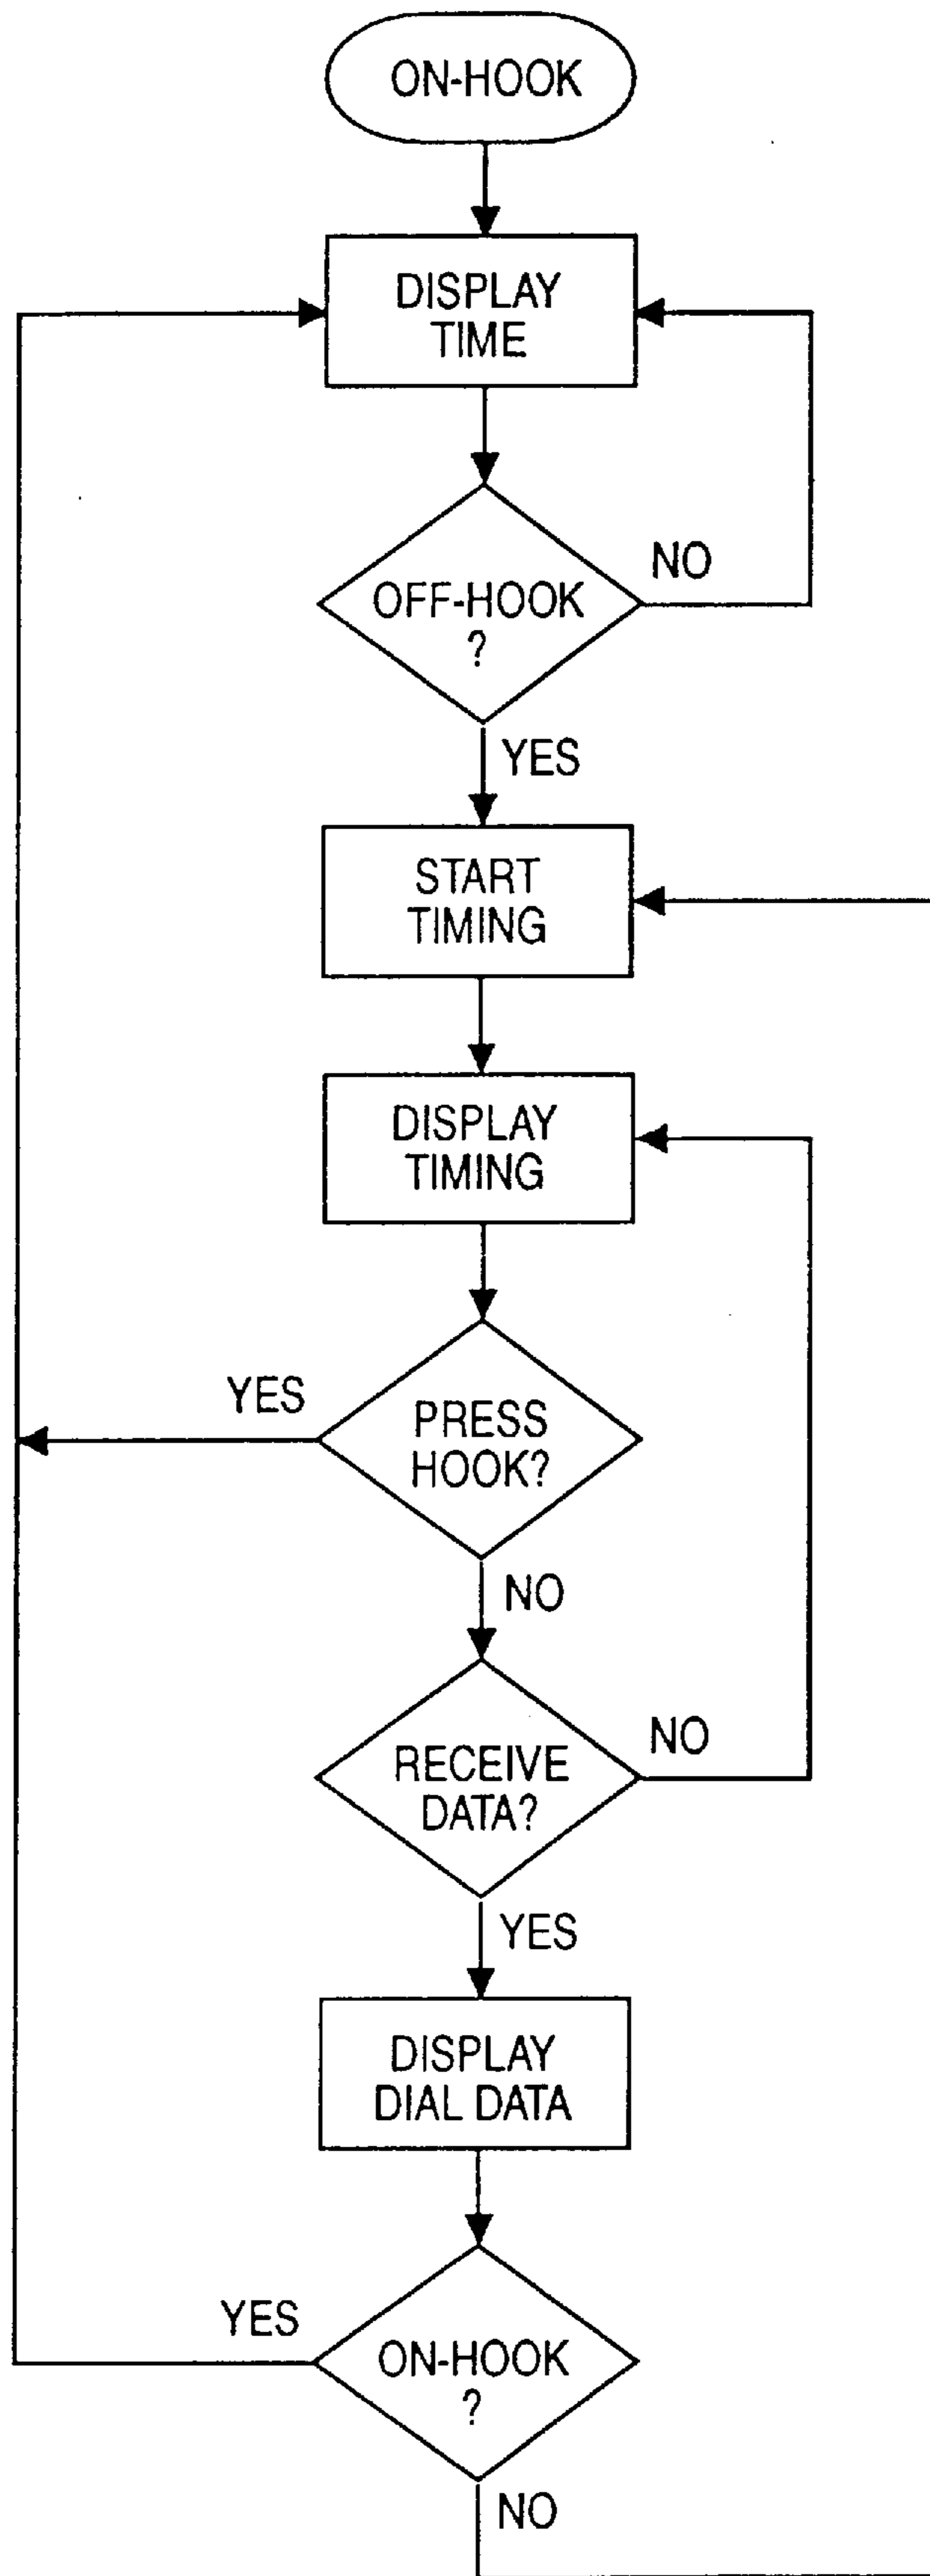 ON-HOOK
DISPLAY
TIME
OFF-HOOK
?
NO
YES
START
TIMING
DISPLAY
TIMING
PRESS
HOOK?
YES
NO
RECEIVE
DATA?
NO
YES
DISPLAY
DIAL DATA
ON-HOOK
?
YES
NO